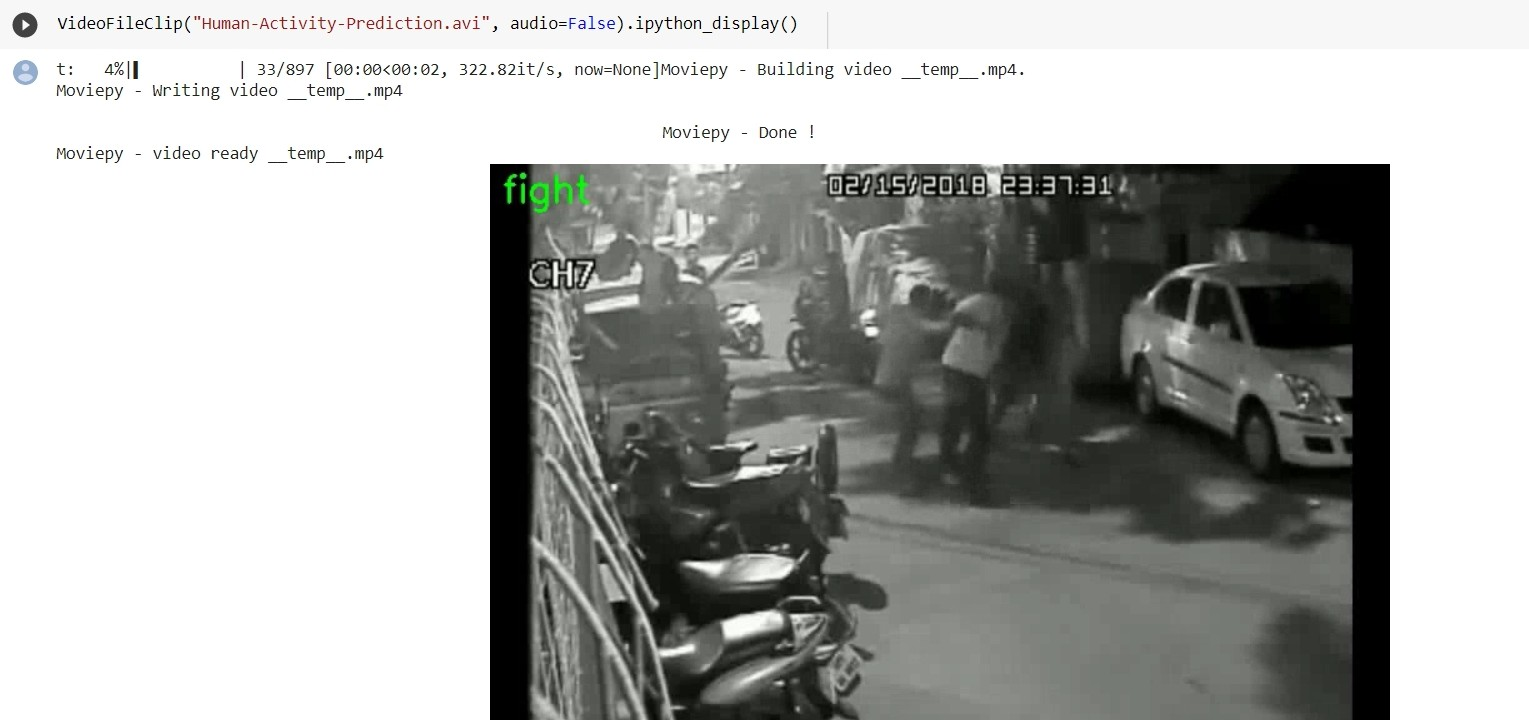 VideoFileClip("Human-Activity-Prediction.avi", audio=False).ipython_display()
t:   4%|▌         | 33/897 [00:00<00:02, 322.82it/s, now=None]Moviepy - Building video __temp__.mp4.
Moviepy - Writing video __temp__.mp4
Moviepy - Done !
Moviepy - video ready __temp__.mp4
fight
02/15/2018 23:37:31
CH7